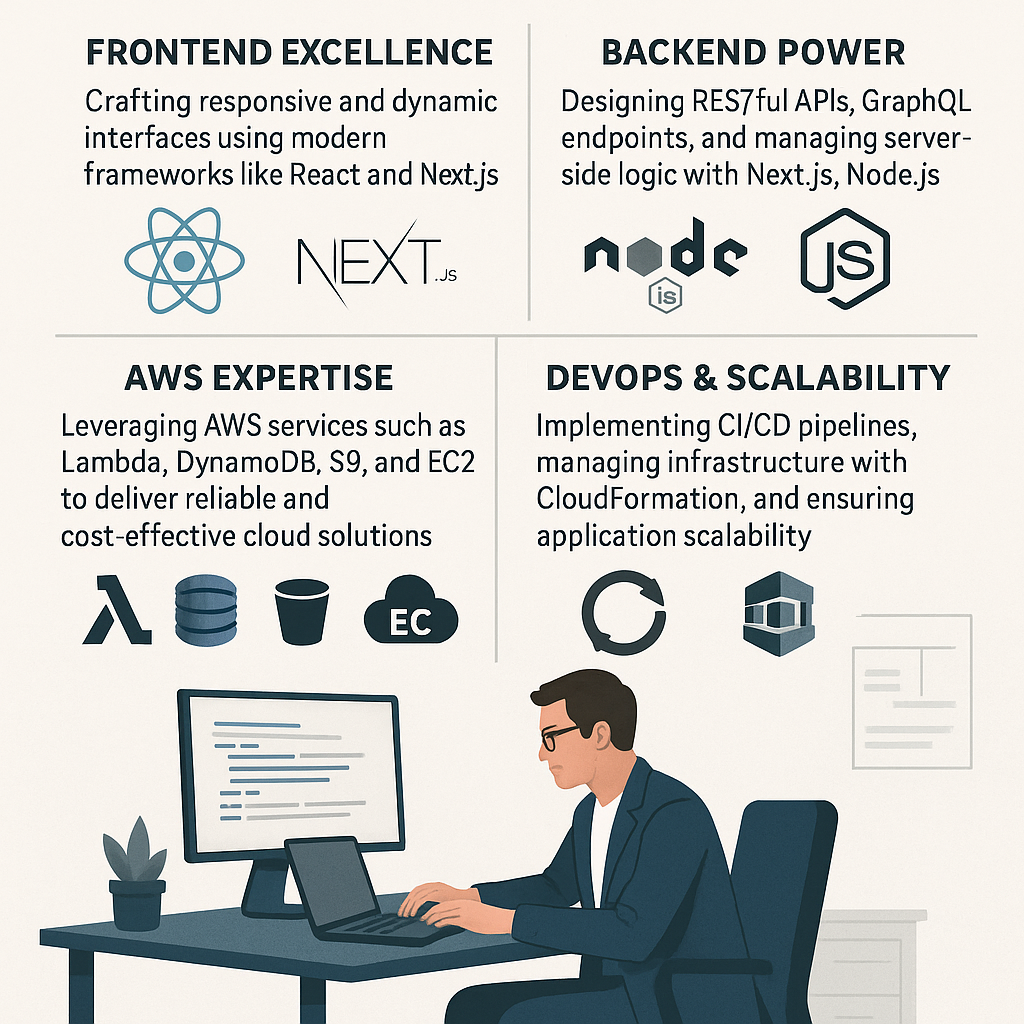 FRONTEND EXCELLENCE
Crafting responsive and dynamic
interfaces using modern
frameworks like React and Next.js
NEXT.JS
BACKEND POWER
Designing RES7ful APIs, GraphQL
endpoints, and managing server-
side logic with Next.js, Node.js
node
is
JS
AWS EXPERTISE
Leveraging AWS services such as
Lambda, DynamoDB, S9, and EC2
to deliver reliable and
cost-effective cloud solutions
EC
DEVOPS & SCALABILITY
Implementing CI/CD pipelines,
managing infrastructure with
CloudFormation, and ensuring
application scalability